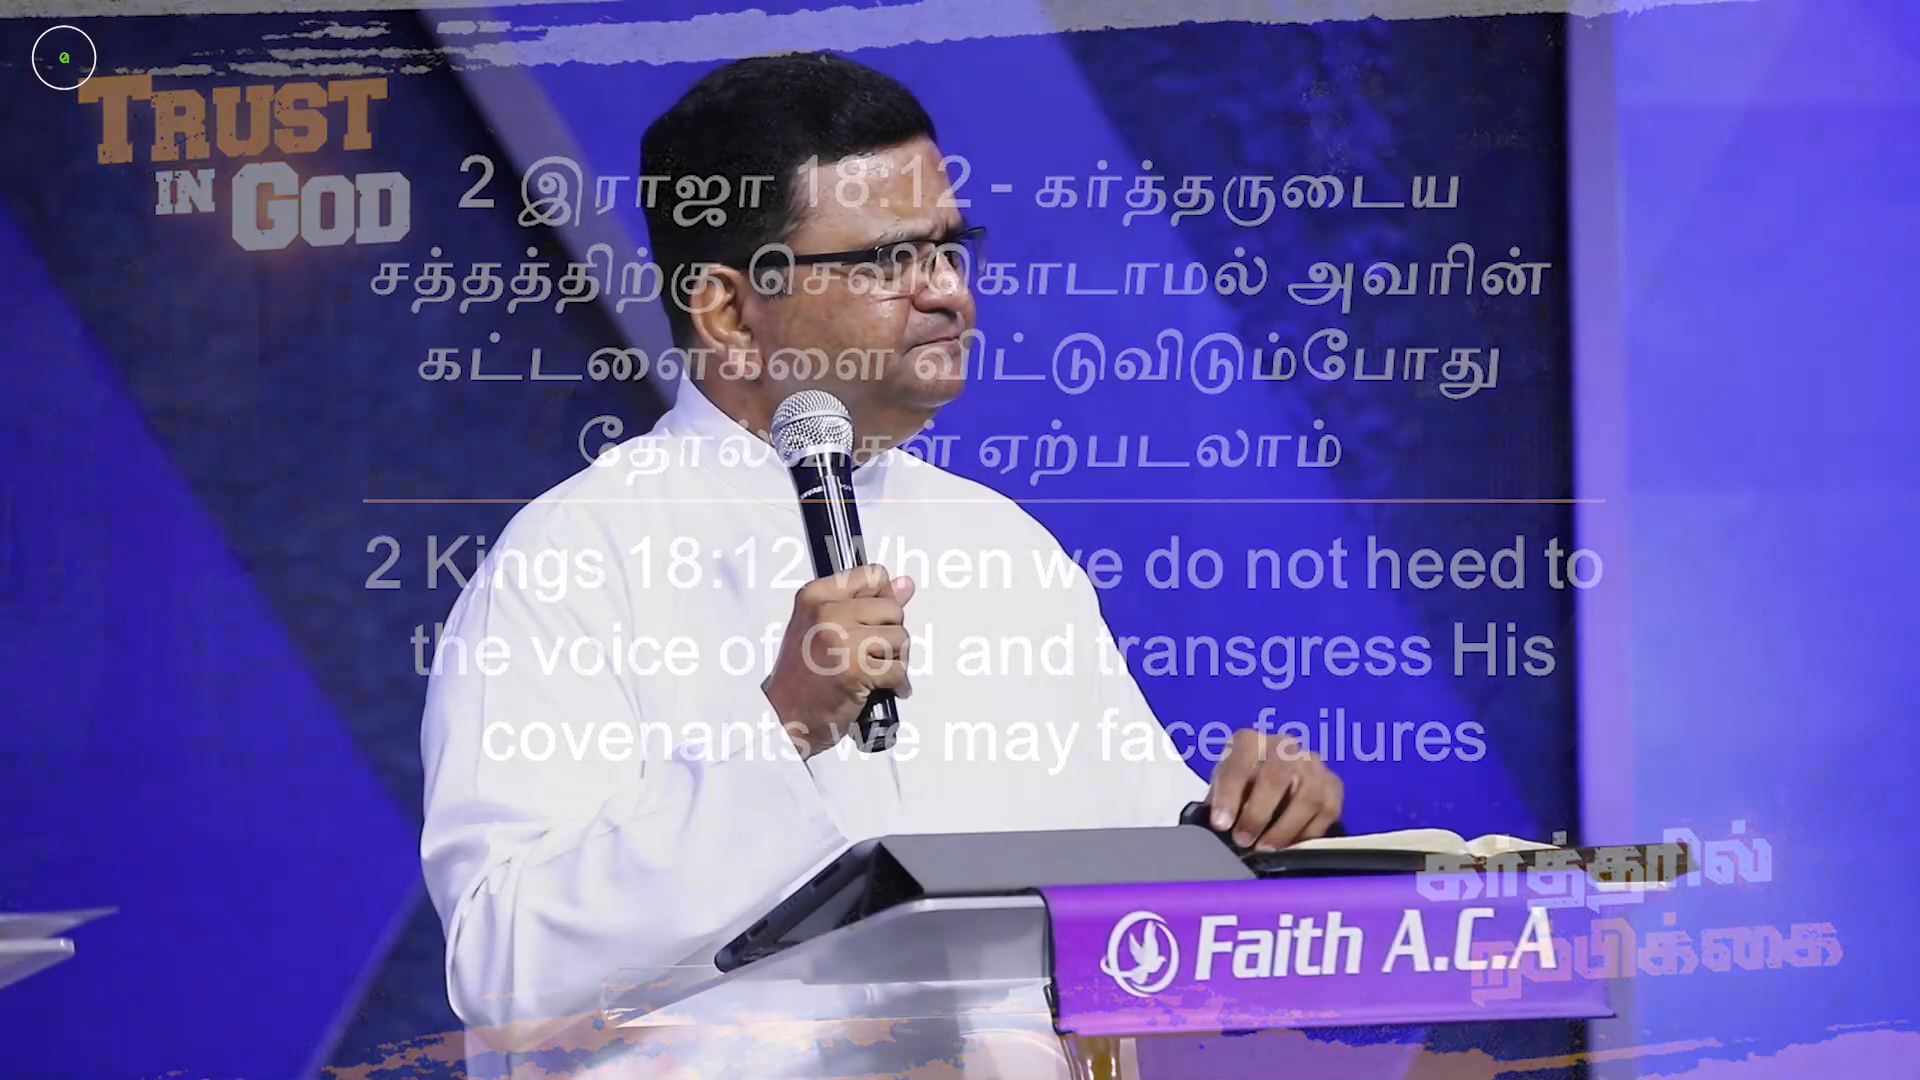 TRUST
IN GOD
2 இராஜா 18:12 - கர்த்தருடைய
சத்தத்திற்கு செவிகொடாமல் அவரின்
கட்டளைகளை விட்டுவிடும்போது
தோல்விகள் ஏற்படலாம்
2 Kings 18:12 When we do not heed to
the voice of God and transgress His
covenants we may face failures
கர்த்தரில்
நம்பிக்கை
Faith A.C.A